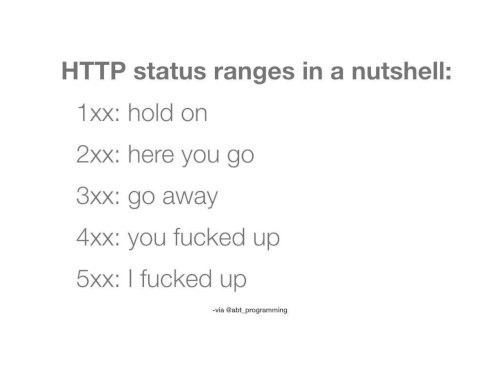 HTTP status ranges in a nutshell:
1xx: hold on
2xx: here you go
3xx: go away
4xx: you fucked up
5xx: I fucked up
-via @abt_programming